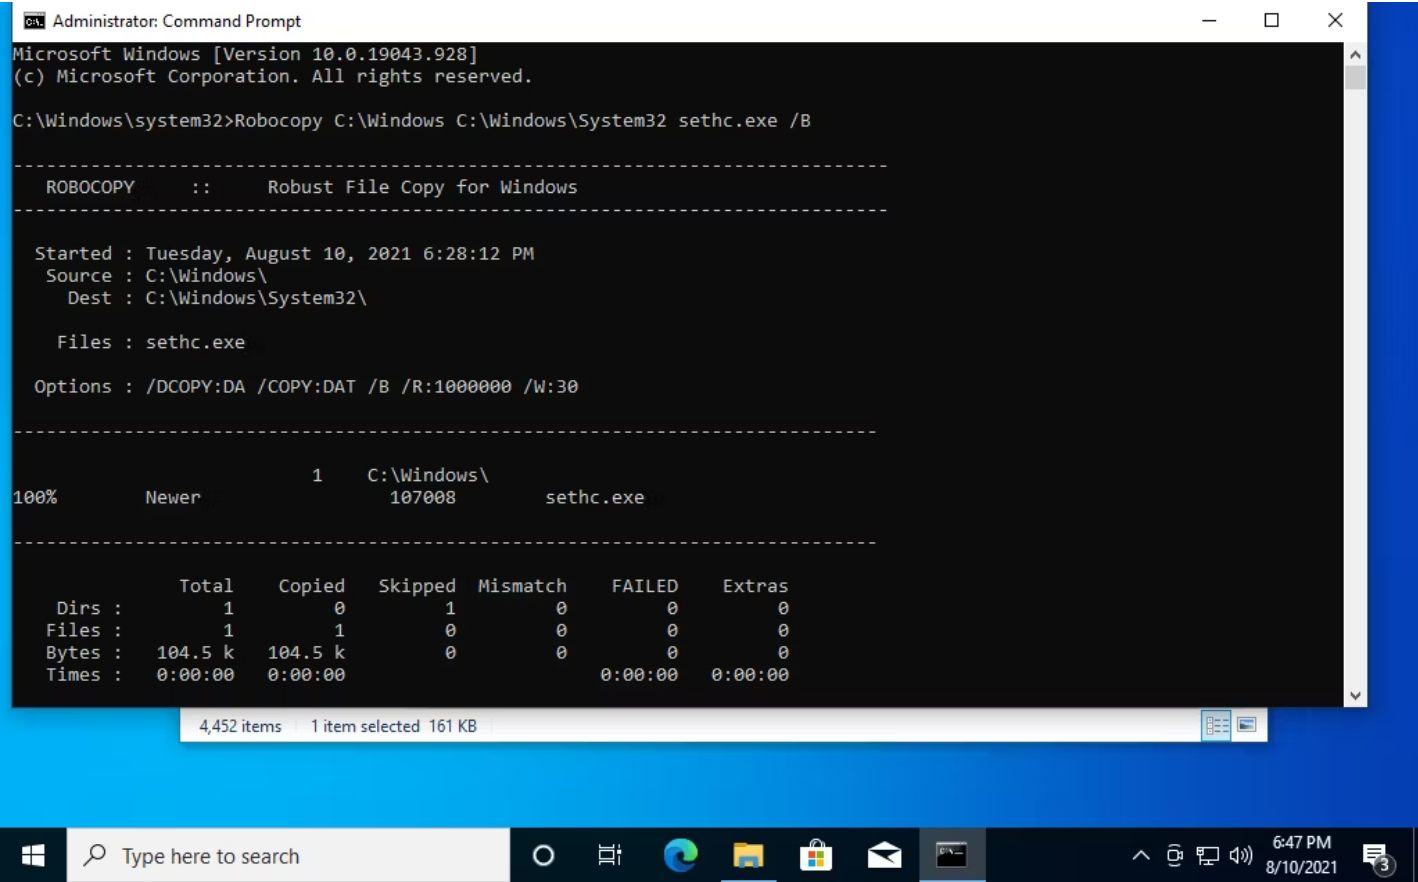 Administrator: Command Prompt
Microsoft Windows [Version 10.0.19043.928]
(c) Microsoft Corporation. All rights reserved.
C:\Windows\system32>Robocopy C:\Windows C:\Windows\System32 sethc.exe /B
-------------------------------------------------------------------------------
ROBOCOPY     ::     Robust File Copy for Windows
-------------------------------------------------------------------------------
Started : Tuesday, August 10, 2021 6:28:12 PM
Source : C:\Windows\
Dest : C:\Windows\System32\
Files : sethc.exe
Options : /DCOPY:DA /COPY:DAT /B /R:1000000 /W:30
------------------------------------------------------------------------------
1    C:\Windows\
100%        Newer                 107008        sethc.exe
------------------------------------------------------------------------------
Total    Copied   Skipped  Mismatch    FAILED    Extras
Dirs :         1         0         1         0         0         0
Files :         1         1         0         0         0         0
Bytes :   104.5 k   104.5 k         0         0         0         0
Times :   0:00:00   0:00:00                       0:00:00   0:00:00
4,452 items    1 item selected  161 KB
Type here to search
6:47 PM
8/10/2021
3